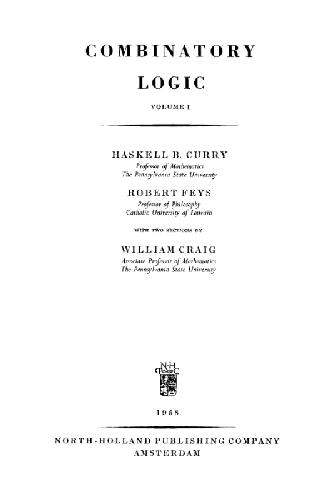 COMBINATORY
LOGIC
VOLUME I
HASKELL B. CURRY
Professor of Mathematics
The Pennsylvania State University
ROBERT FEYS
Professor of Philosophy
Catholic University of Louvain
WITH TWO SECTIONS BY
WILLIAM CRAIG
Associate Professor of Mathematics
The Pennsylvania State University
1968
NORTH-HOLLAND PUBLISHING COMPANY
AMSTERDAM